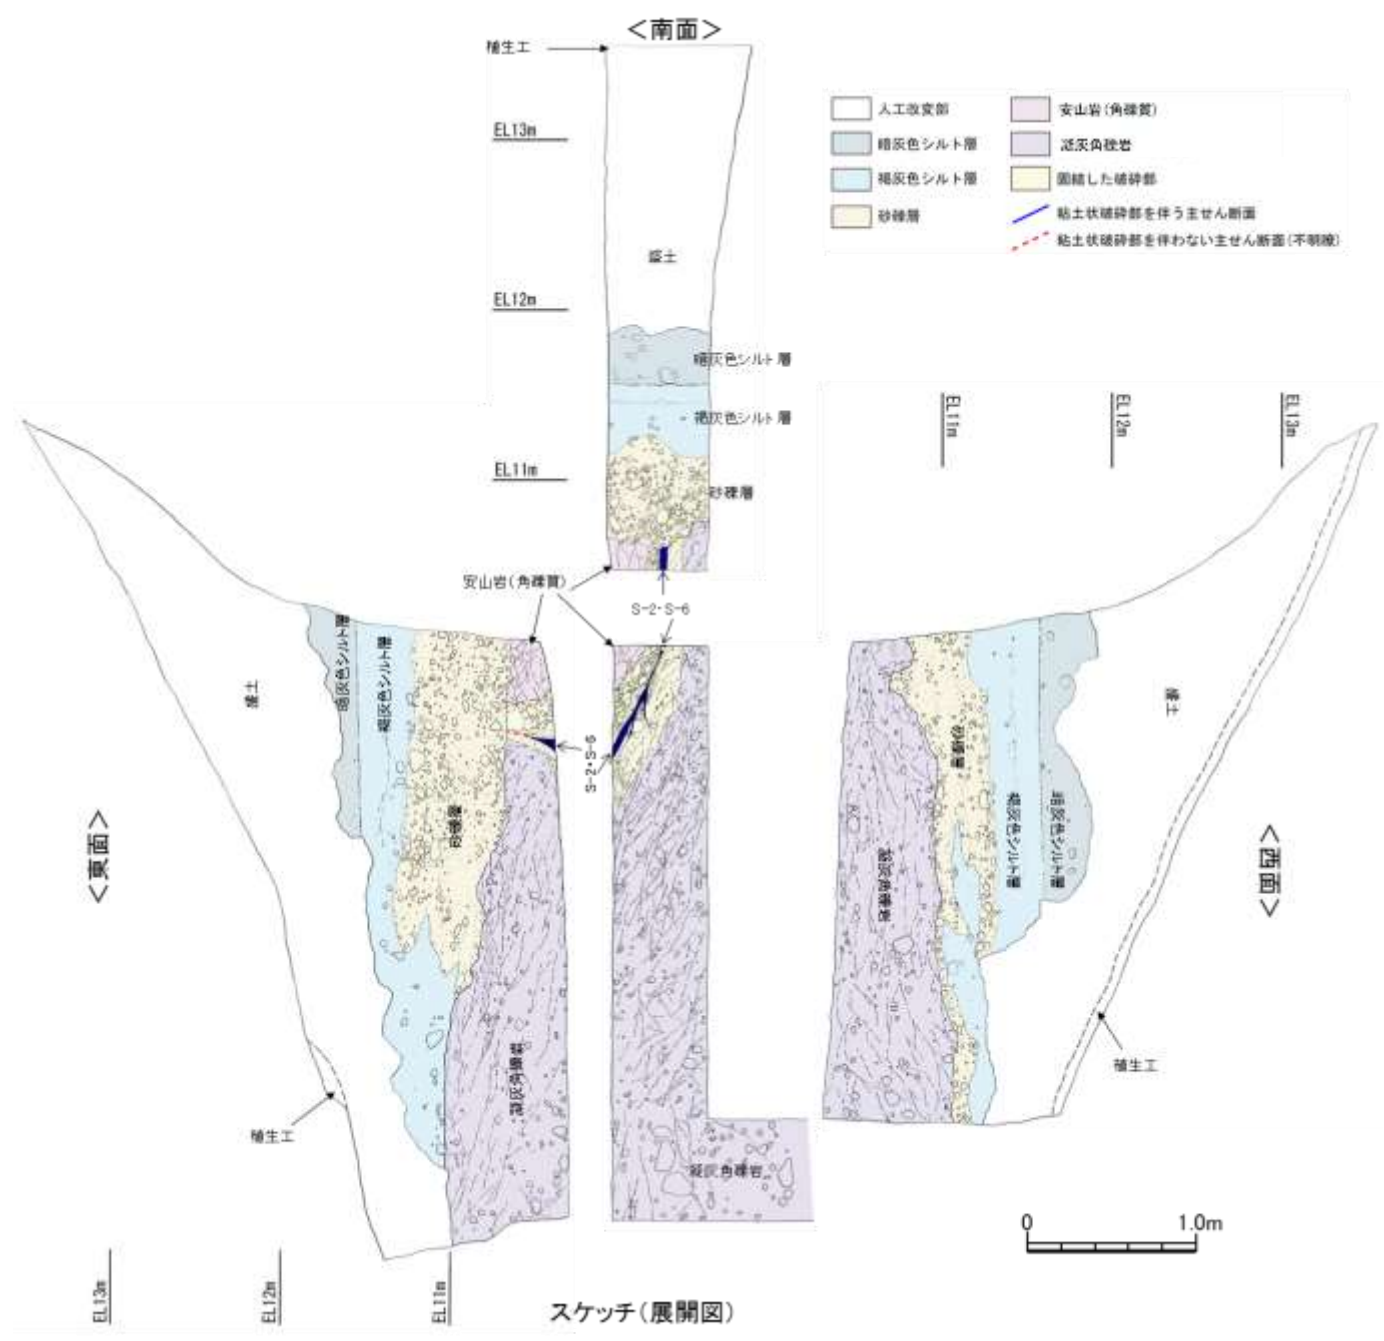 ＜南面＞
植生工
EL13m
EL12m
EL11m
盛土
暗灰色シルト層
褐灰色シルト層
砂礫層
人工改変部
暗灰色シルト層
褐灰色シルト層
砂礫層
安山岩(角礫質)
凝灰角礫岩
固結した破砕部
粘土状破砕部を伴う主せん断面
粘土状破砕部を伴わない主せん断面(不明瞭)
安山岩(角礫質)
S-2・S-6
S-2・S-6
＜東面＞
盛土
暗灰色シルト層
褐灰色シルト層
砂礫層
凝灰角礫岩
植生工
EL13m
EL12m
EL11m
凝灰角礫岩
EL11m
EL12m
EL13m
凝灰角礫岩
砂礫層
褐灰色シルト層
暗灰色シルト層
盛土
＜西面＞
植生工
0 1.0m
スケッチ(展開図)